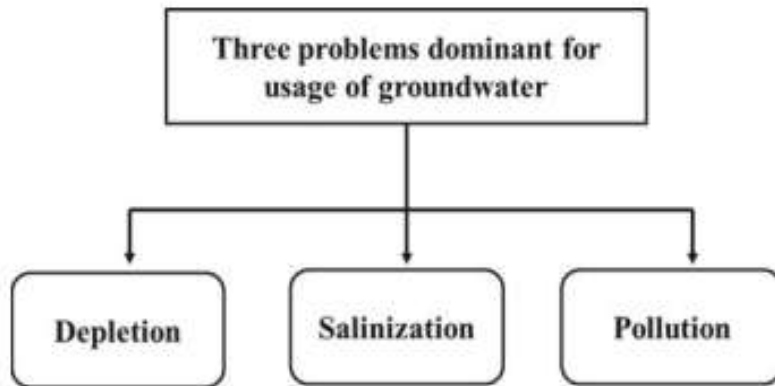 Three problems dominant for
usage of groundwater
Depletion
Salinization
Pollution